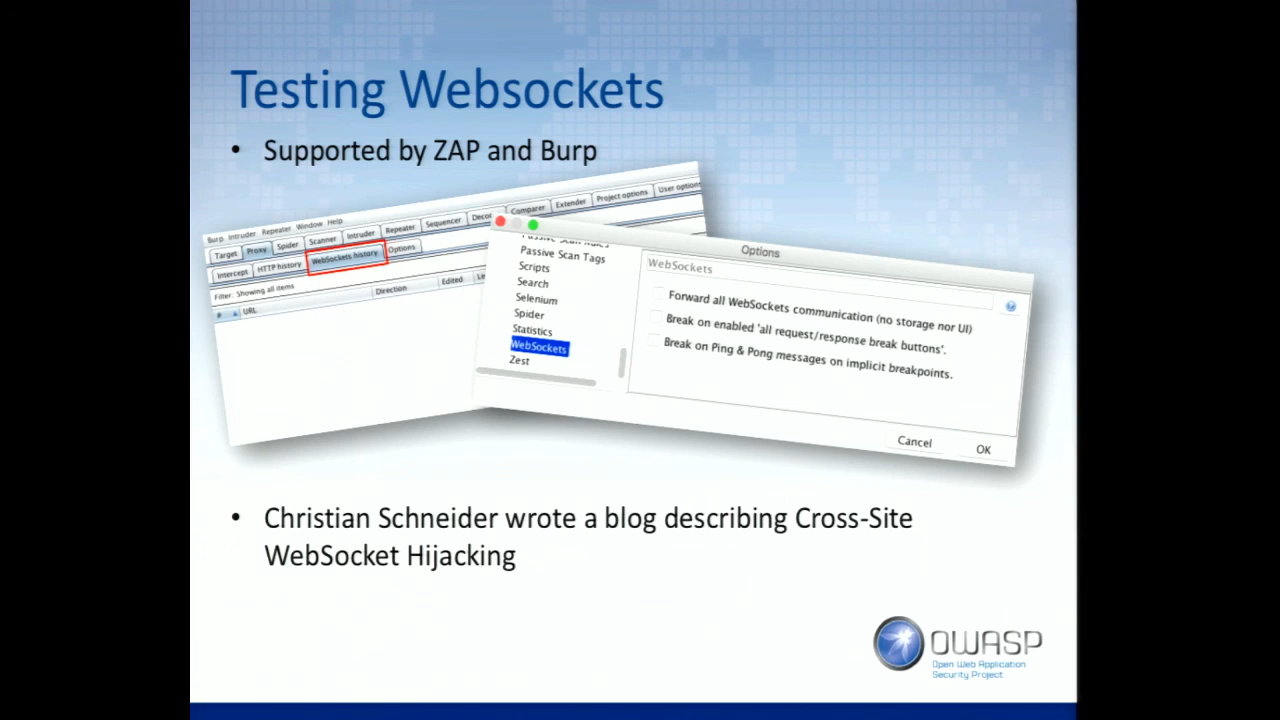 Testing Websockets
• Supported by ZAP and Burp
Burp Intruder Repeater Window Help
Target Proxy Spider Scanner Intruder Repeater Sequencer Comparer Extender Project options User options
Intercept HTTP history WebSockets history Options
Filter: Showing all items
# URL Direction Edited
Options
Passive Scan Rules
Passive Scan Tags
Scripts
Search
Selenium
Spider
Statistics
WebSockets
Zest
WebSockets
Forward all WebSockets communication (no storage nor UI)
Break on enabled 'all request/response break buttons'.
Break on Ping & Pong messages on implicit breakpoints.
Cancel OK
• Christian Schneider wrote a blog describing Cross-Site
WebSocket Hijacking
OWASP
Open Web Application
Security Project